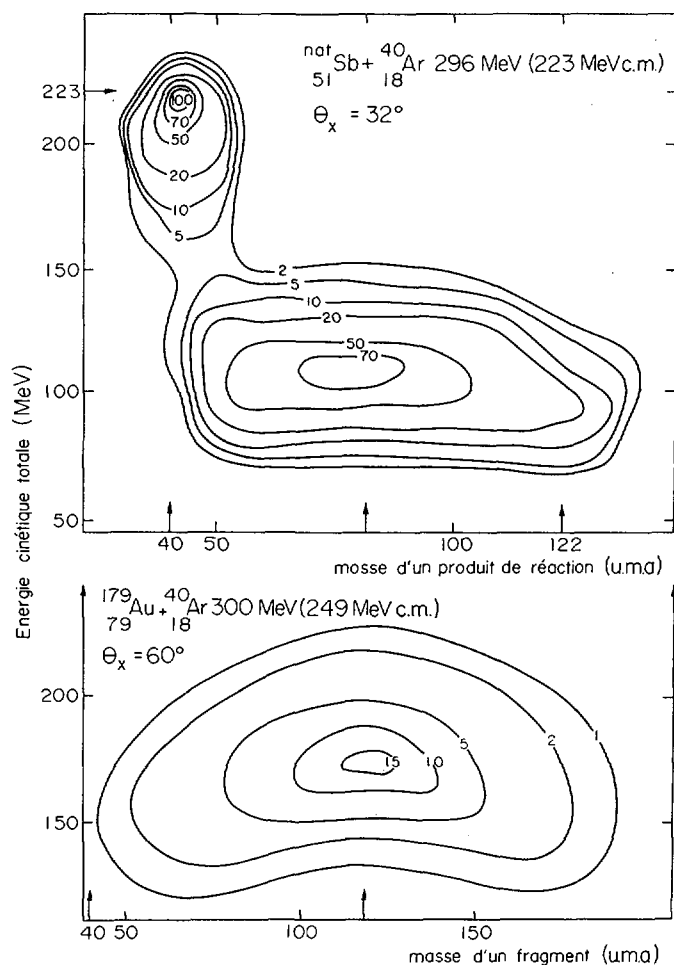 nat 51 Sb + 40 18 Ar 296 MeV (223 MeV c.m.)
θx = 32°
223
200
150
100
50
100
70
50
20
10
5
2
5
10
20
50
70
40 50 100 122
masse d'un produit de réaction (u.m.a)
Energie cinétique totale (MeV)
179 79 Au + 40 18 Ar 300 MeV (249 MeV c.m.)
θx = 60°
200
150
15 10 5 2 1
40 50 100 150
masse d'un fragment (u.m.a)